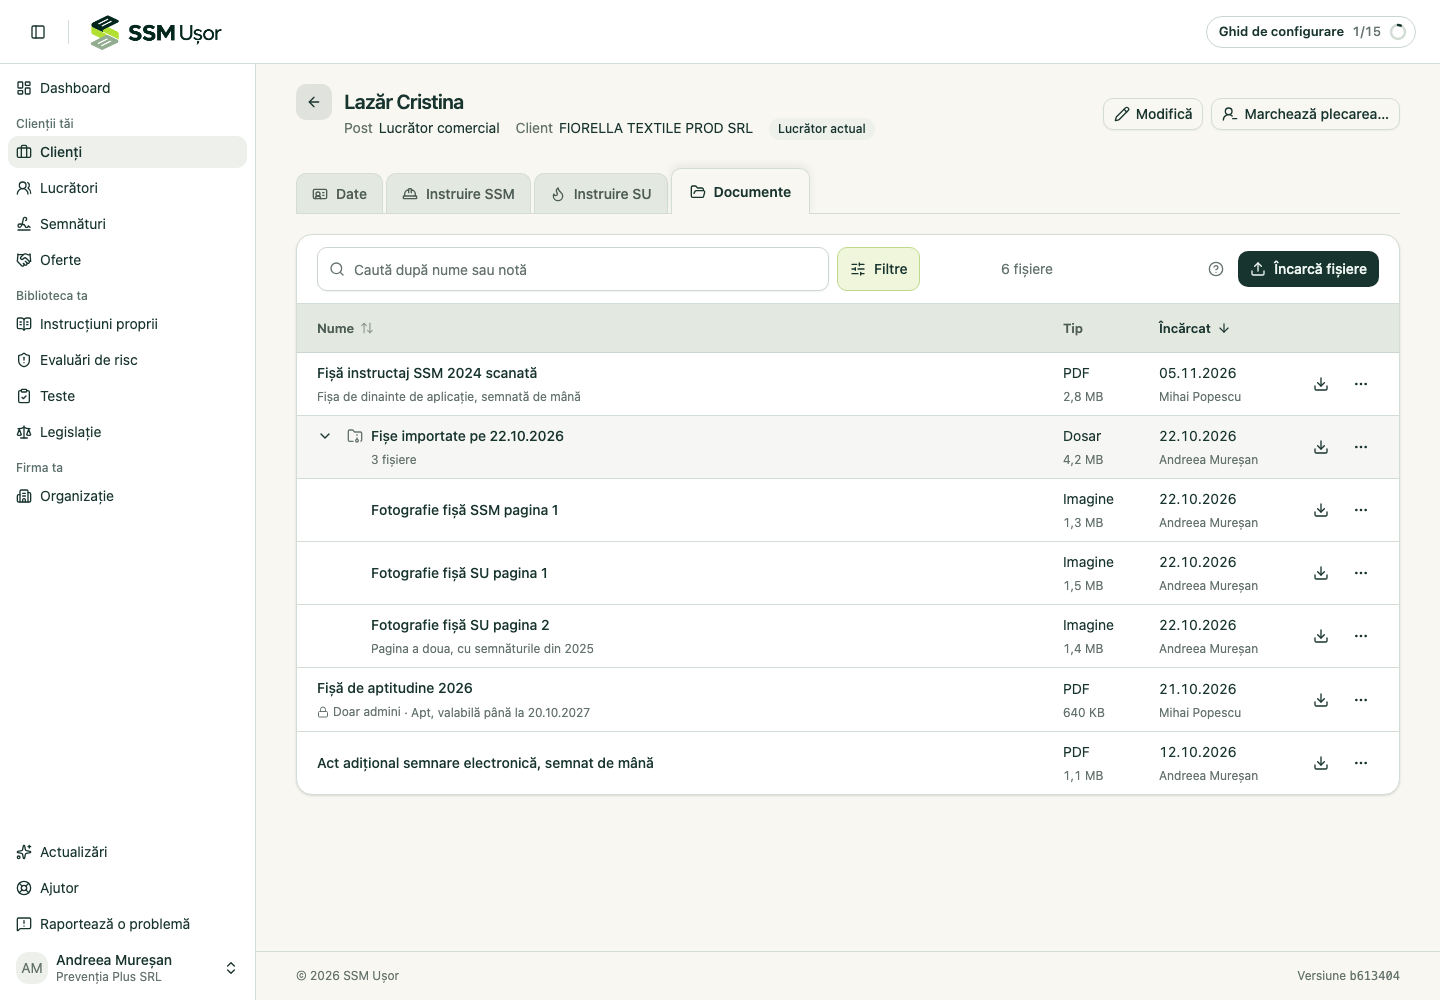 SSM Ușor
Ghid de configurare 1/15
Dashboard
Clienții tăi
Clienți
Lucrători
Semnături
Oferte
Biblioteca ta
Instrucțiuni proprii
Evaluări de risc
Teste
Legislație
Firma ta
Organizație
Actualizări
Ajutor
Raportează o problemă
AM
Andreea Mureșan
Prevenția Plus SRL
Lazăr Cristina
Post Lucrător comercial Client FIORELLA TEXTILE PROD SRL Lucrător actual
Modifică
Marchează plecarea...
Date
Instruire SSM
Instruire SU
Documente
Caută după nume sau notă
Filtre
6 fișiere
Încarcă fișiere
Nume Tip Încărcat
Fișă instructaj SSM 2024 scanată PDF 05.11.2026
Fișa de dinainte de aplicație, semnată de mână 2,8 MB Mihai Popescu
Fișe importate pe 22.10.2026 Dosar 22.10.2026
3 fișiere 4,2 MB Andreea Mureșan
Fotografie fișă SSM pagina 1 Imagine 22.10.2026
1,3 MB Andreea Mureșan
Fotografie fișă SU pagina 1 Imagine 22.10.2026
1,5 MB Andreea Mureșan
Fotografie fișă SU pagina 2 Imagine 22.10.2026
Pagina a doua, cu semnăturile din 2025 1,4 MB Andreea Mureșan
Fișă de aptitudine 2026 PDF 21.10.2026
Doar admini · Apt, valabilă până la 20.10.2027 640 KB Mihai Popescu
Act adițional semnare electronică, semnat de mână PDF 12.10.2026
1,1 MB Andreea Mureșan
© 2026 SSM Ușor
Versiune b613404